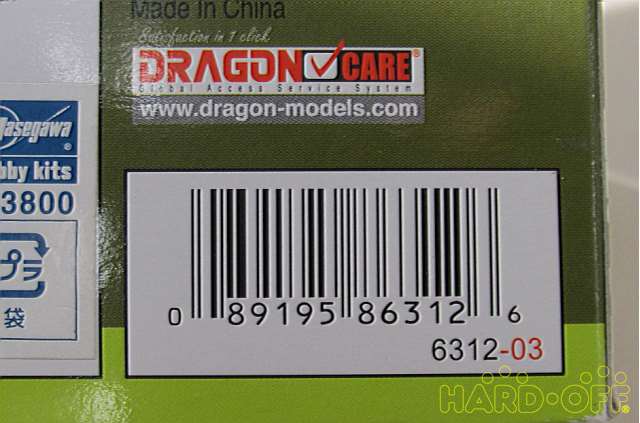 Made In China
Satisfaction in 1 click.
DRAGON CARE
Global Access Service System
www.dragon-models.com
Hasegawa
®
bby kits
3800
プラ
袋
0 89195 86312 6
6312-03
HARD-OFF